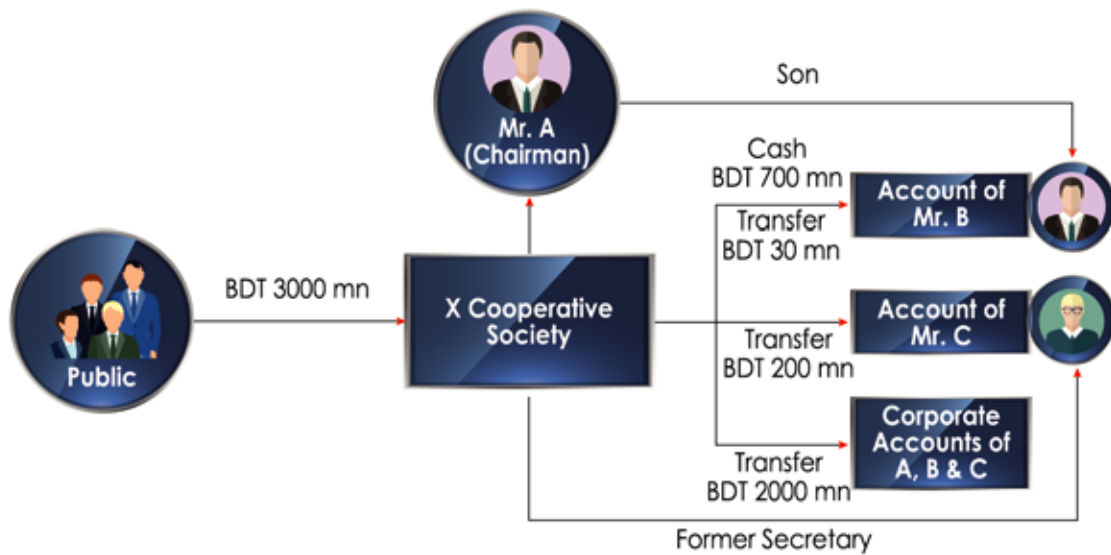 Mr. A
(Chairman)
Son
Cash
BDT 700 mn
Account of
Mr. B
Transfer
BDT 30 mn
Public
BDT 3000 mn
X Cooperative
Society
Account of
Mr. C
Transfer
BDT 200 mn
Corporate
Accounts of
A, B & C
Transfer
BDT 2000 mn
Former Secretary